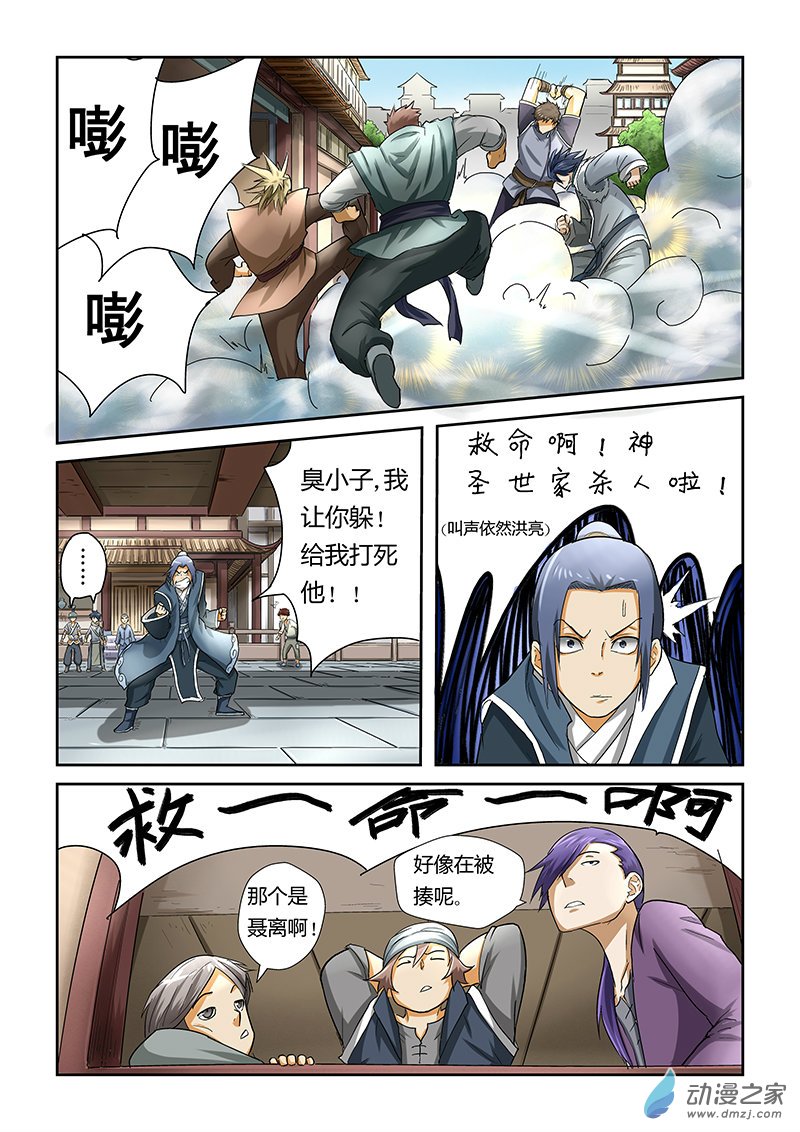 嘭
嘭
嘭
……
臭小子，我
让你躲！
给我打死
他！！
救命啊！神
圣世家杀人啦！
（叫声依然洪亮）
救一命一啊
那个是
聂离啊！
好像在被
揍呢。
动漫之家
www.dmzj.com